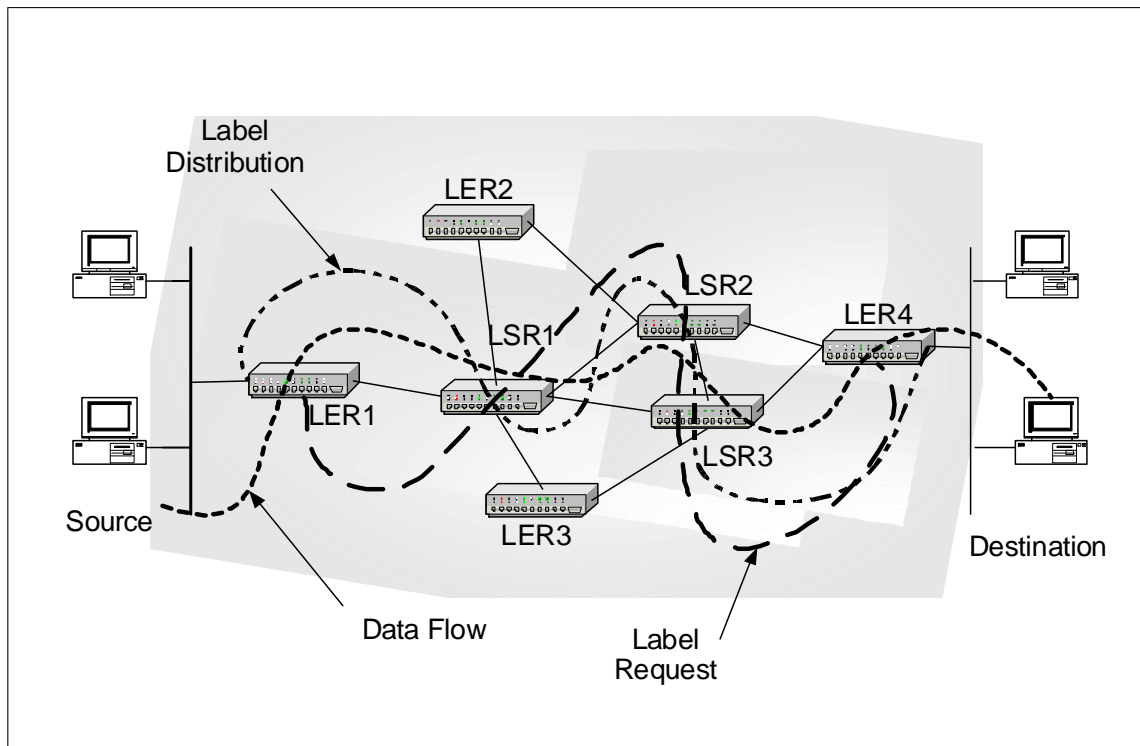 Label
Distribution
LER2
LSR2
LER4
LSR1
LER1
LSR3
Source
LER3
Destination
Data Flow
Label
Request